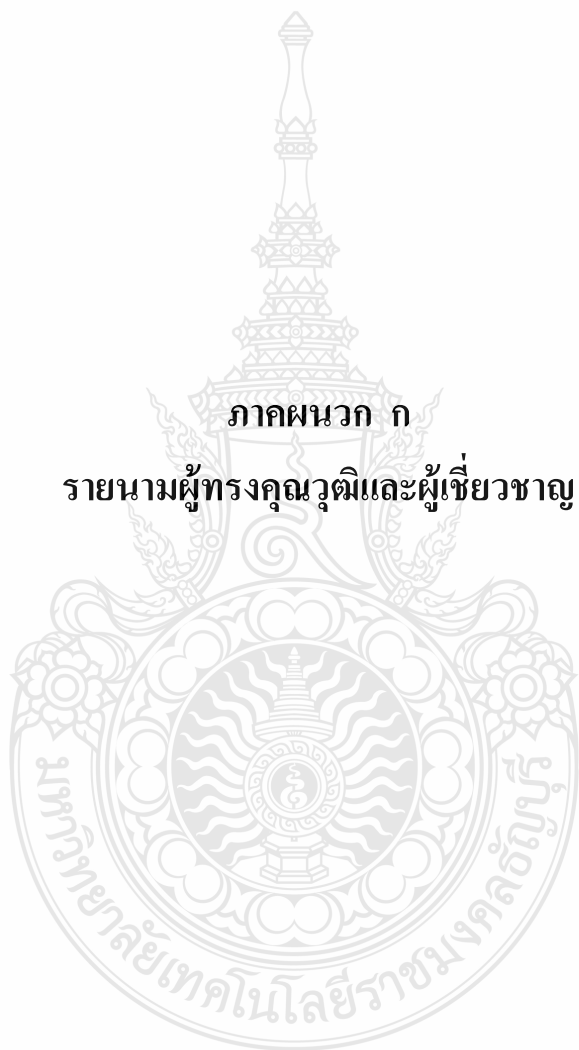 ภาคผนวก ก
รายนามผู้ทรงคุณวุฒิและผู้เชี่ยวชาญ
มหาวิทยาลัยเทคโนโลยีราชมงคลธัญบุรี